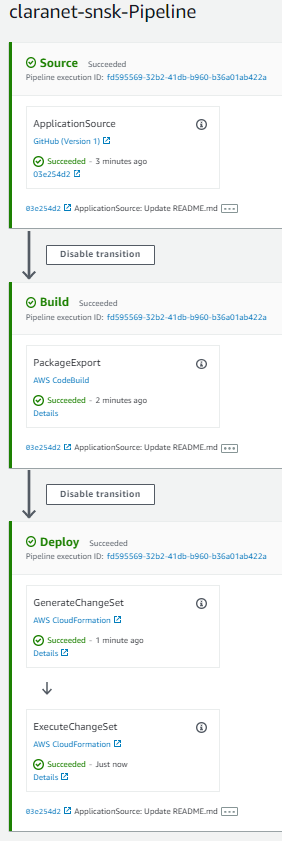 claranet-snsk-Pipeline
Source Succeeded
Pipeline execution ID: fd595569-32b2-41db-b960-b36a01ab422a
ApplicationSource
GitHub (Version 1)
Succeeded - 3 minutes ago
03e254d2
03e254d2 ApplicationSource: Update README.md
Disable transition
Build Succeeded
Pipeline execution ID: fd595569-32b2-41db-b960-b36a01ab422a
PackageExport
AWS CodeBuild
Succeeded - 2 minutes ago
Details
03e254d2 ApplicationSource: Update README.md
Disable transition
Deploy Succeeded
Pipeline execution ID: fd595569-32b2-41db-b960-b36a01ab422a
GenerateChangeSet
AWS CloudFormation
Succeeded - 1 minute ago
Details
ExecuteChangeSet
AWS CloudFormation
Succeeded - Just now
Details
03e254d2 ApplicationSource: Update README.md